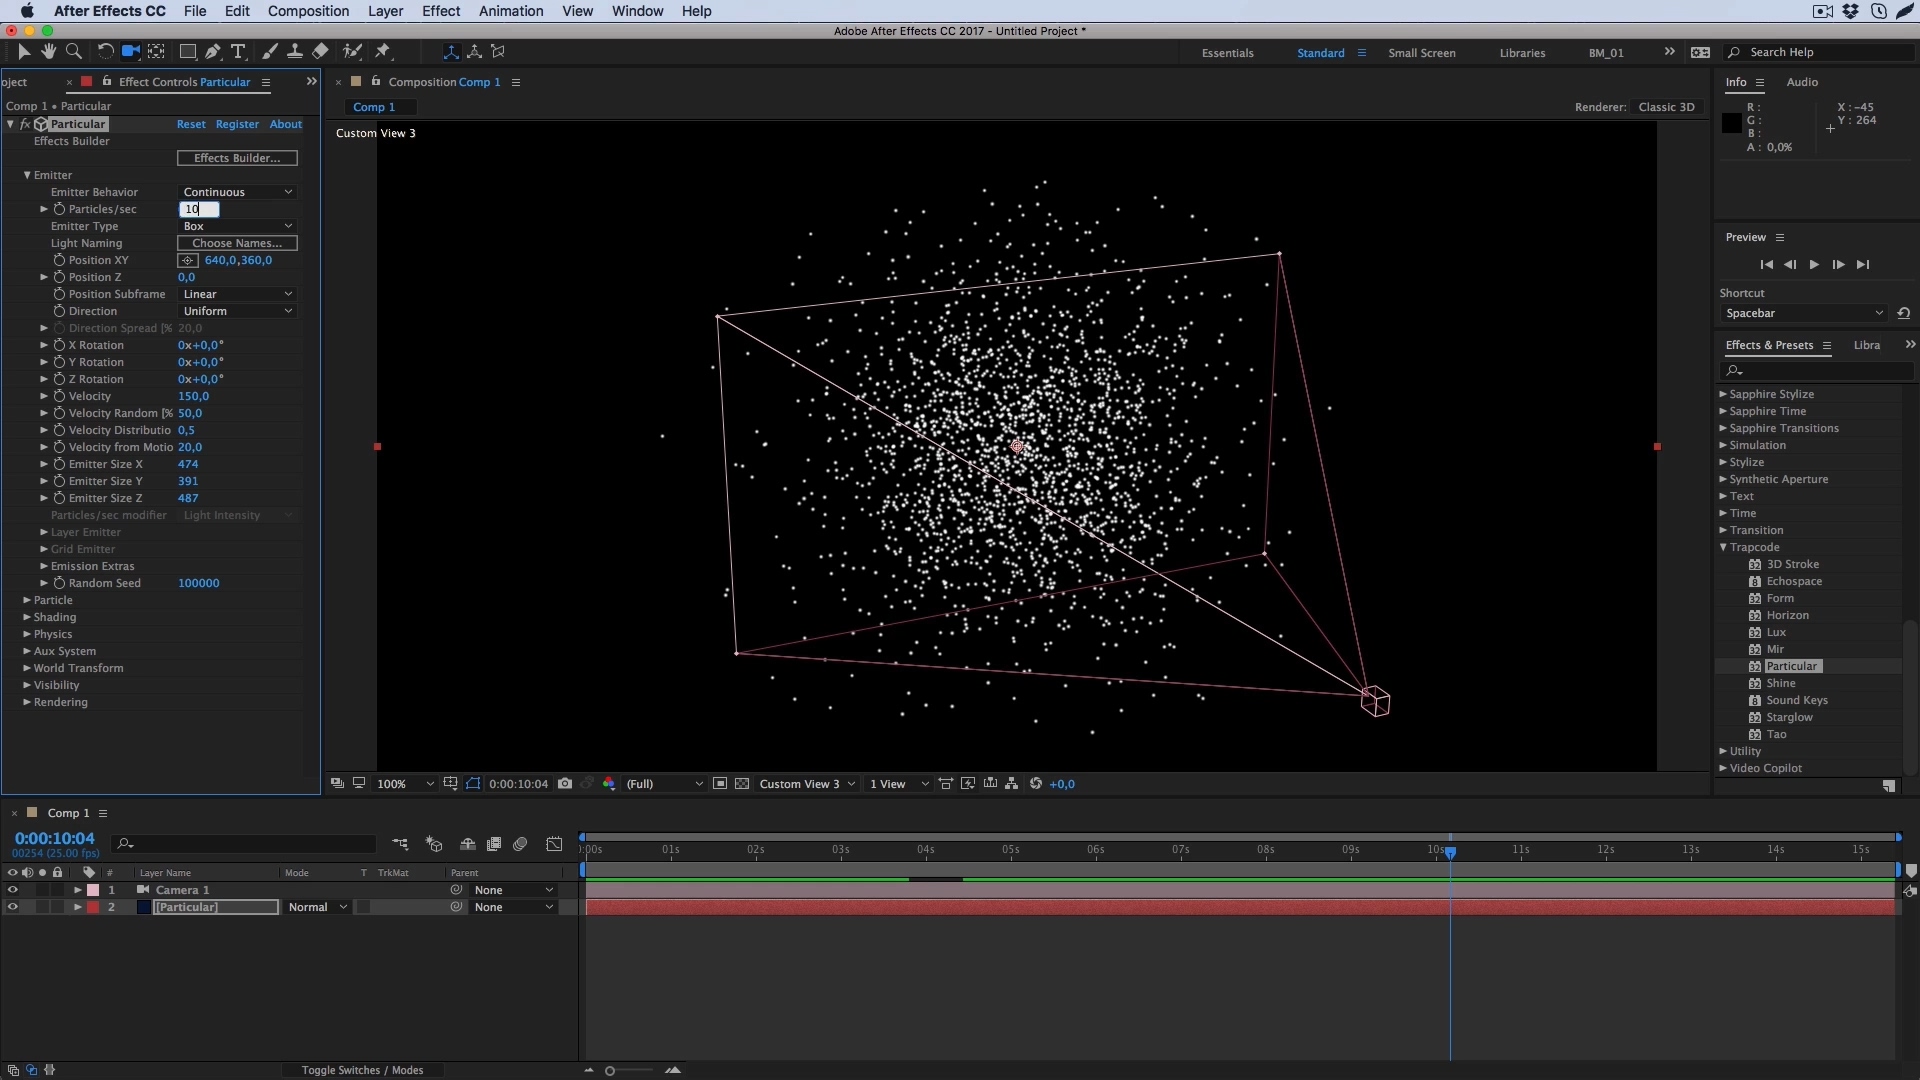 After Effects CC File Edit Composition Layer Effect Animation View Window Help
Adobe After Effects CC 2017 - Untitled Project *
Essentials Standard Small Screen Libraries BM_01 Search Help
oject Effect Controls Particular
Comp 1 • Particular
fx Particular Reset Register About
Effects Builder
Effects Builder...
Emitter
Emitter Behavior Continuous
Particles/sec 10
Emitter Type Box
Light Naming Choose Names...
Position XY 640,0,360,0
Position Z 0,0
Position Subframe Linear
Direction Uniform
Direction Spread [% 20,0
X Rotation 0x+0,0°
Y Rotation 0x+0,0°
Z Rotation 0x+0,0°
Velocity 150,0
Velocity Random [% 50,0
Velocity Distributio 0,5
Velocity from Motio 20,0
Emitter Size X 474
Emitter Size Y 391
Emitter Size Z 487
Particles/sec modifier Light Intensity
Layer Emitter
Grid Emitter
Emission Extras
Random Seed 100000
Particle
Shading
Physics
Aux System
World Transform
Visibility
Rendering
Composition Comp 1
Comp 1
Renderer: Classic 3D
Custom View 3
100% 0:00:10:04 (Full) Custom View 3 1 View +0,0
Info Audio
R :
G :
B :
A : 0,0%
X : -45
Y : 264
Preview
Shortcut
Spacebar
Effects & Presets Libra
Sapphire Stylize
Sapphire Time
Sapphire Transitions
Simulation
Stylize
Synthetic Aperture
Text
Time
Transition
Trapcode
32 3D Stroke
8 Echospace
32 Form
32 Horizon
32 Lux
32 Mir
32 Particular
32 Shine
8 Sound Keys
32 Starglow
32 Tao
Utility
Video Copilot
Comp 1
0:00:10:04
00254 (25.00 fps)
# Layer Name Mode T TrkMat Parent
1 Camera 1 None
2 [Particular] Normal None
):00s 01s 02s 03s 04s 05s 06s 07s 08s 09s 10s 11s 12s 13s 14s 15s
Toggle Switches / Modes